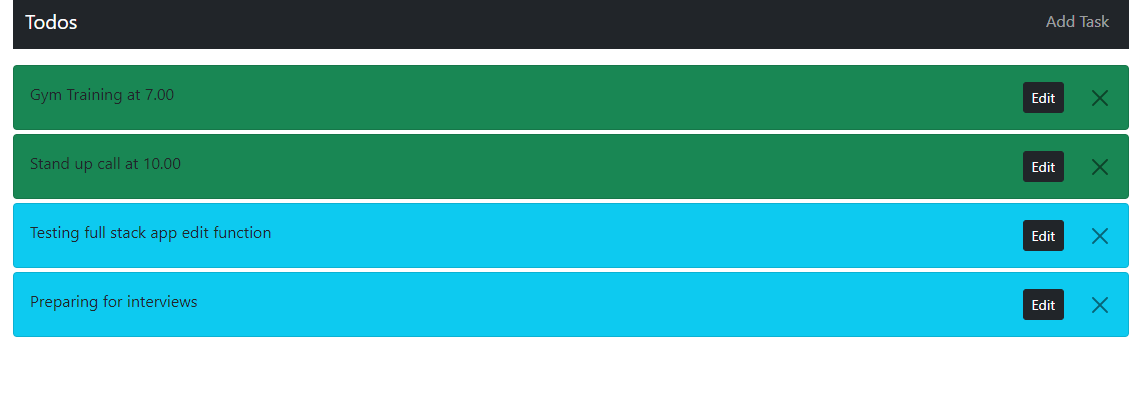 Todos
Add Task
Gym Training at 7.00
Edit
Stand up call at 10.00
Edit
Testing full stack app edit function
Edit
Preparing for interviews
Edit